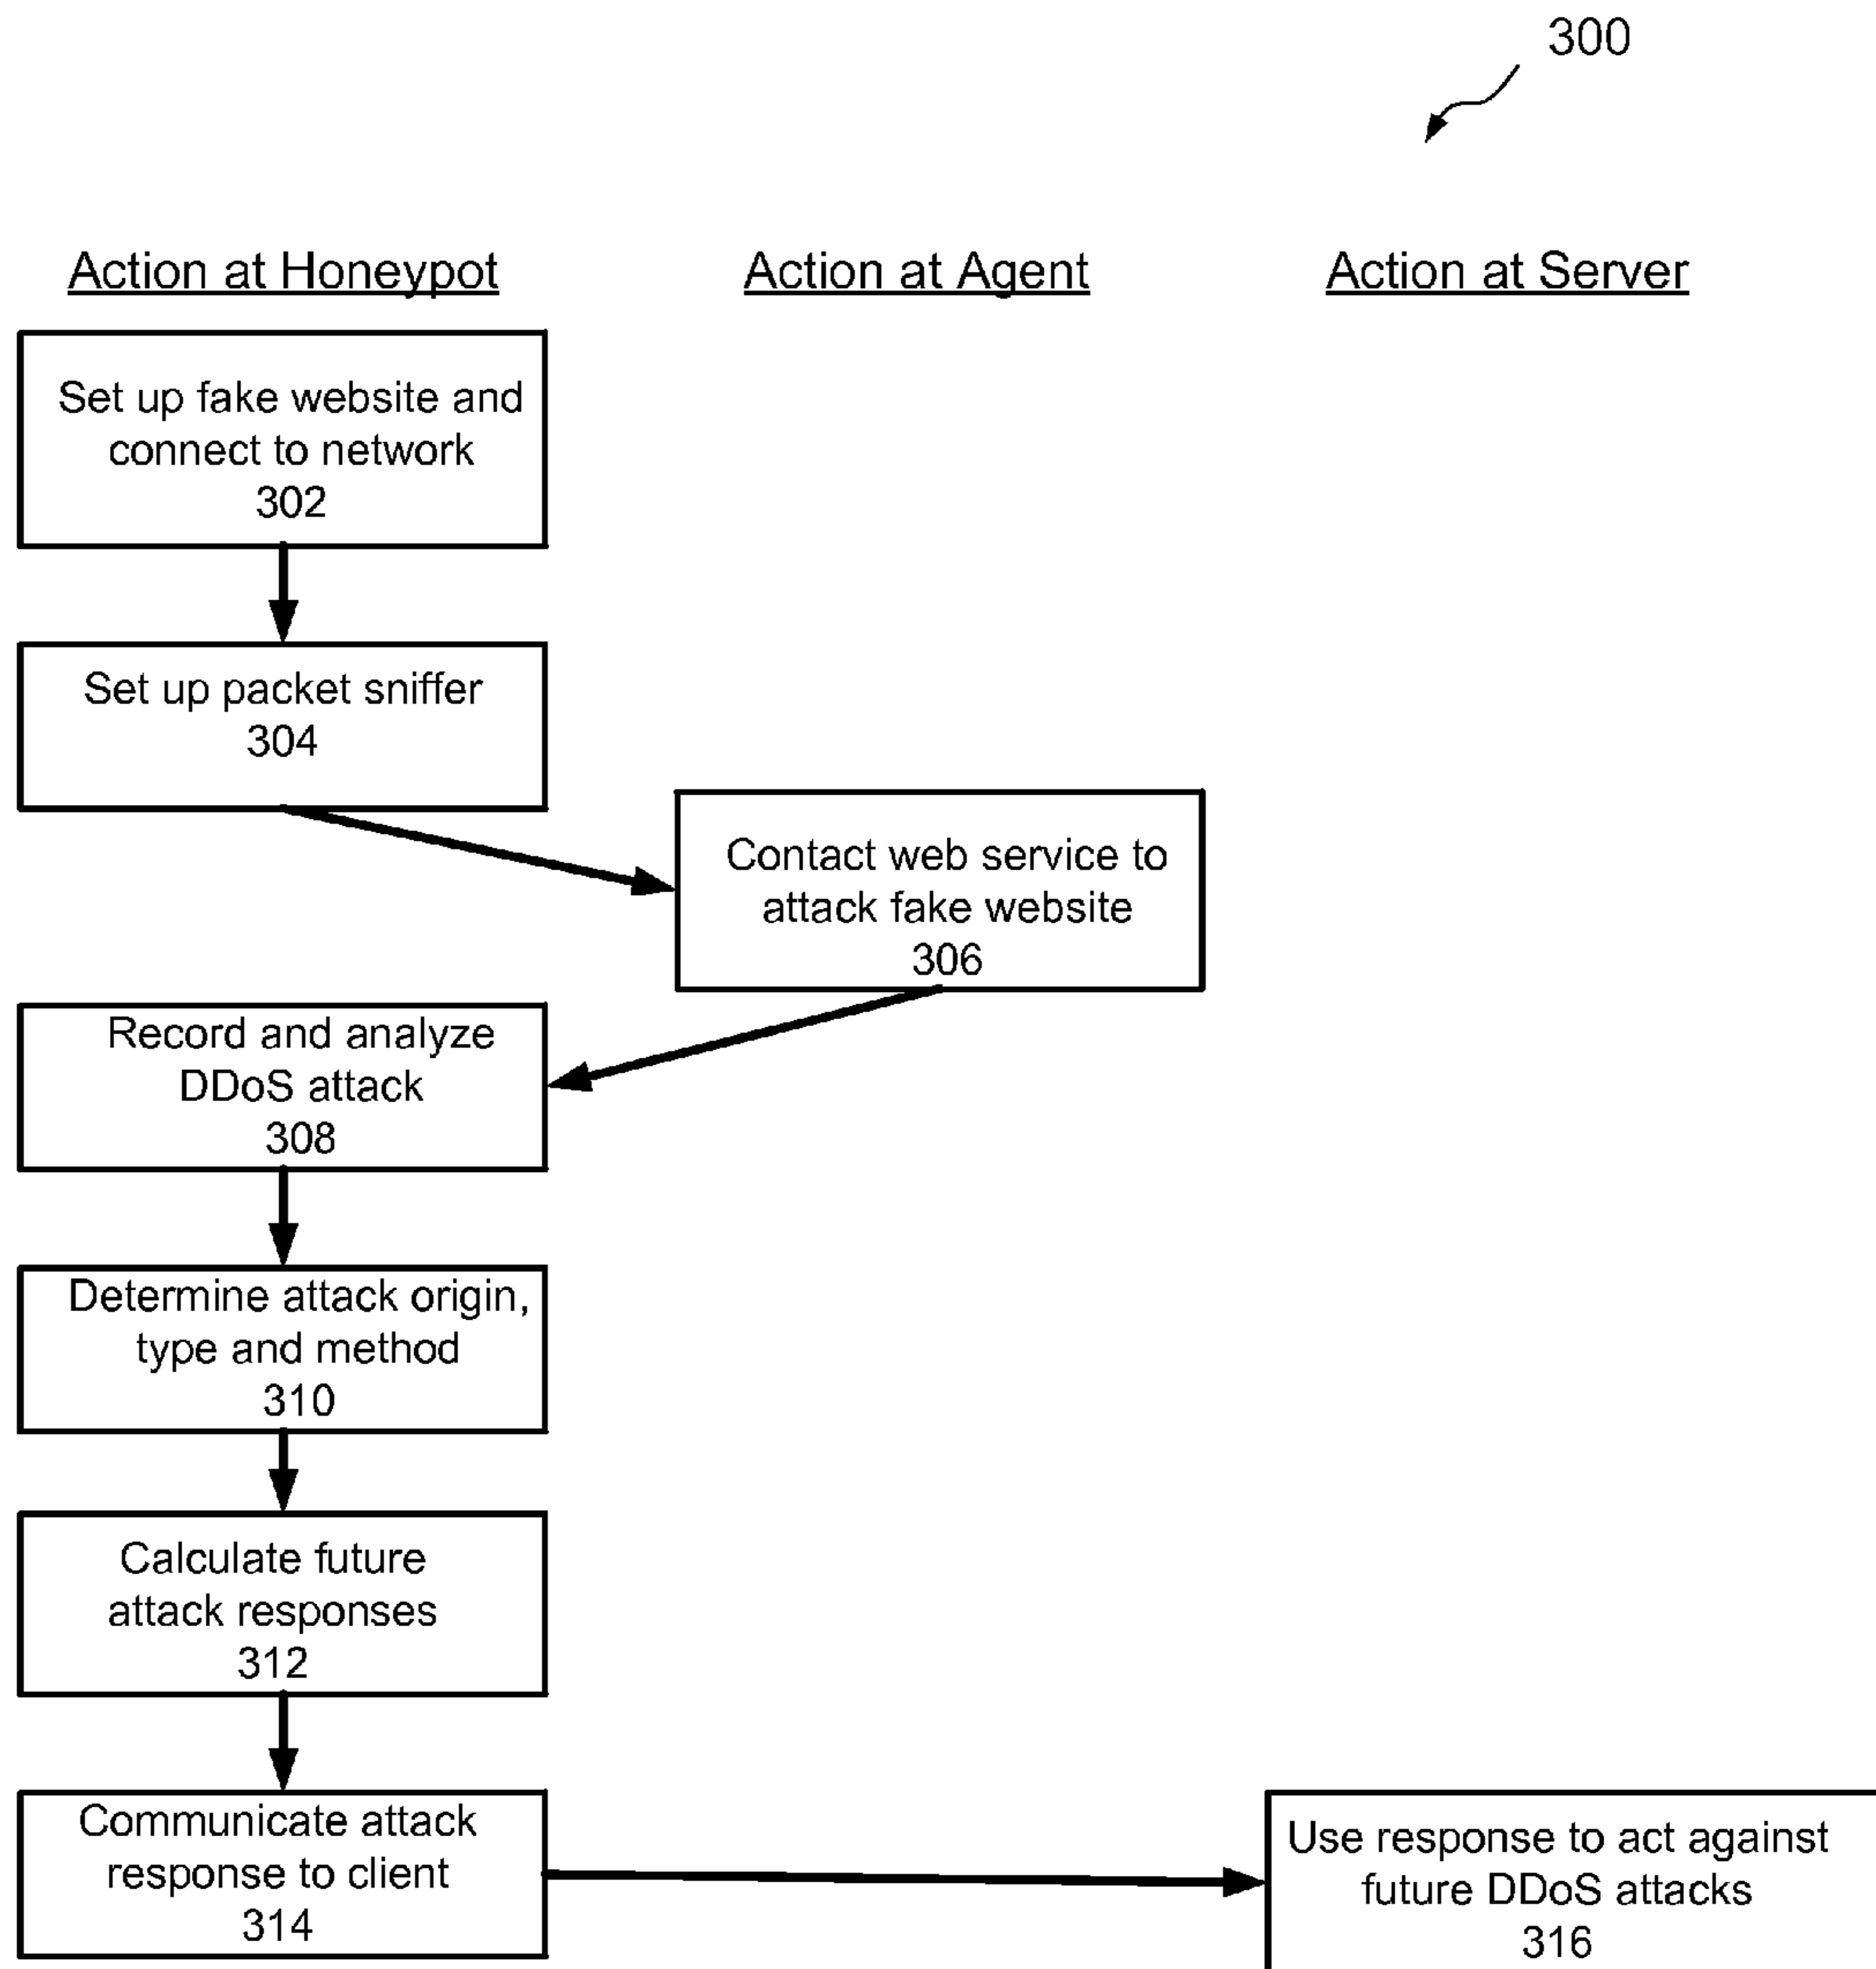 300
Action at Honeypot
Action at Agent
Action at Server
Set up fake website and
connect to network
302
Set up packet sniffer
304
Contact web service to
attack fake website
306
Record and analyze
DDoS attack
308
Determine attack origin,
type and method
310
Calculate future
attack responses
312
Communicate attack
response to client
314
Use response to act against
future DDoS attacks
316